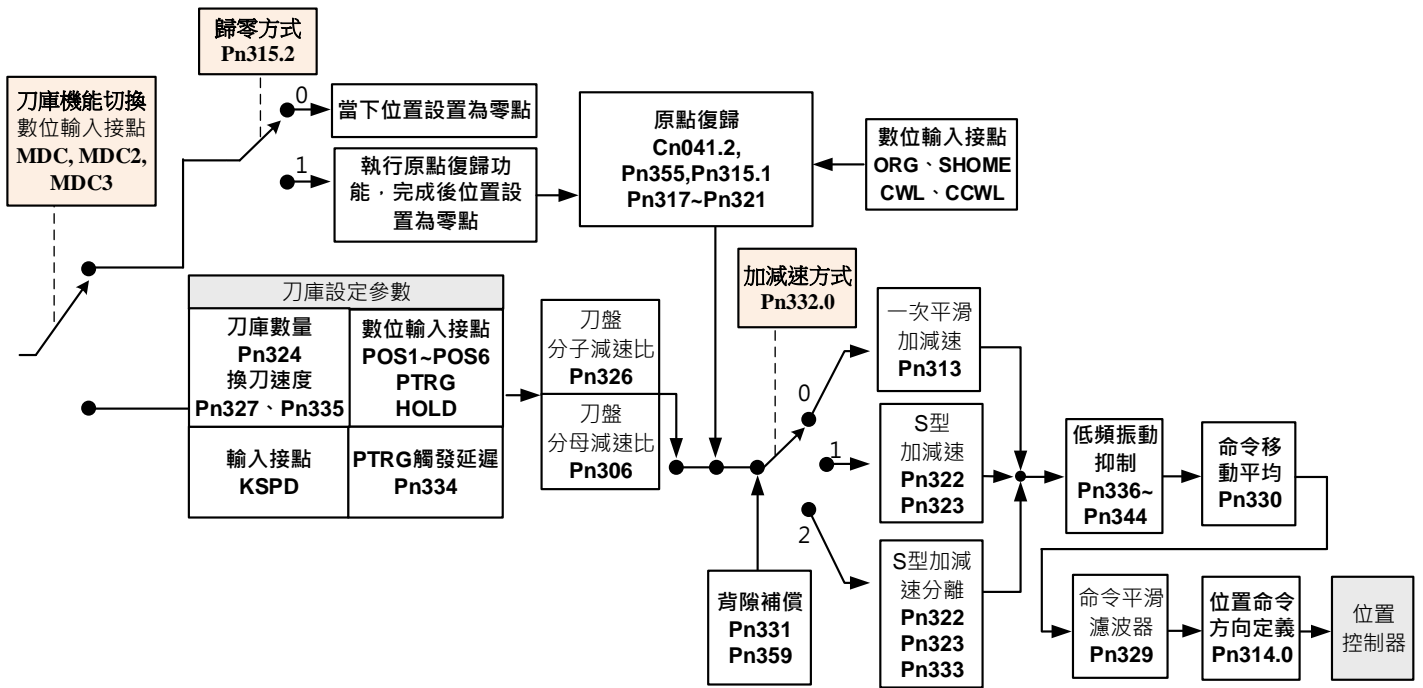 歸零方式
Pn315.2
刀庫機能切換
數位輸入接點
MDC, MDC2,
MDC3
0
當下位置設置為零點
1
執行原點復歸功
能，完成後位置設
置為零點
原點復歸
Cn041.2,
Pn355,Pn315.1
Pn317~Pn321
數位輸入接點
ORG、SHOME
CWL、CCWL
刀庫設定參數
刀庫數量
Pn324
換刀速度
Pn327、Pn335
數位輸入接點
POS1~POS6
PTRG
HOLD
輸入接點
KSPD
PTRG觸發延遲
Pn334
刀盤
分子減速比
Pn326
刀盤
分母減速比
Pn306
加減速方式
Pn332.0
0
1
2
一次平滑
加減速
Pn313
S型
加減速
Pn322
Pn323
S型加減
速分離
Pn322
Pn323
Pn333
背隙補償
Pn331
Pn359
低頻振動
抑制
Pn336~
Pn344
命令移
動平均
Pn330
命令平滑
濾波器
Pn329
位置命令
方向定義
Pn314.0
位置
控制器